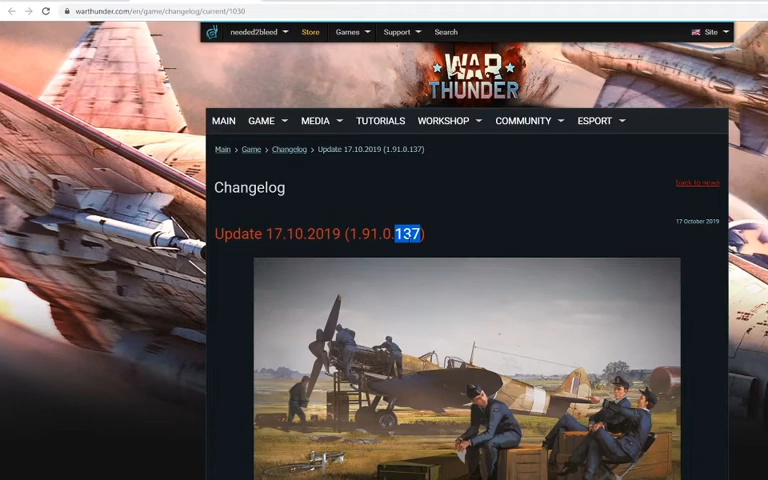 warthunder.com/en/game/changelog/current/1030
needed2bleed Store Games Support Search Site
WAR
THUNDER
MAIN GAME MEDIA TUTORIALS WORKSHOP COMMUNITY ESPORT
Main > Game > Changelog > Update 17.10.2019 (1.91.0.137)
Changelog
back to news
17 October 2019
Update 17.10.2019 (1.91.0.137)